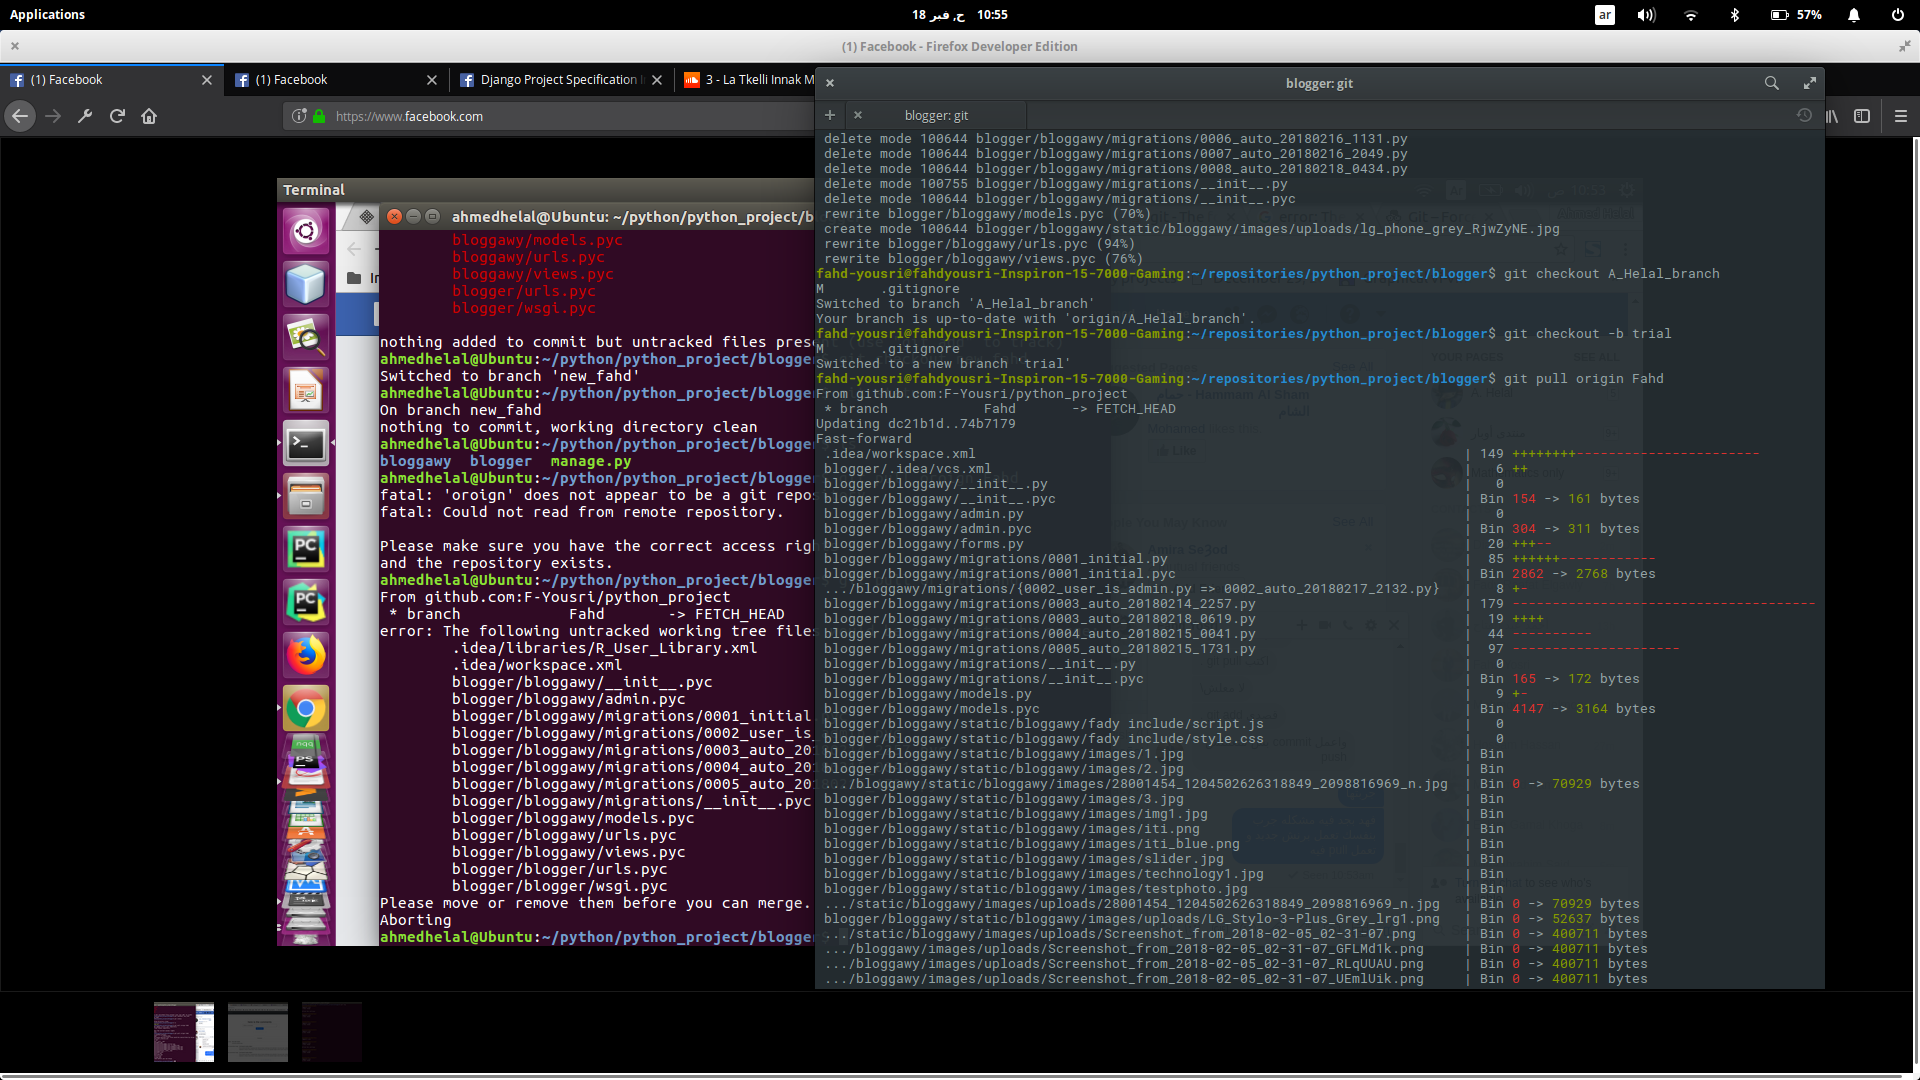 Applications
18 ح, فبر 10:55
ar
57%
(1) Facebook - Firefox Developer Edition
(1) Facebook
(1) Facebook
Django Project Specification
3 - La Tkelli Innak M
https://www.facebook.com
Terminal
ahmedhelal@Ubuntu: ~/python/python_project/b
bloggawy/models.pyc
bloggawy/urls.pyc
bloggawy/views.pyc
blogger/urls.pyc
blogger/wsgi.pyc
nothing added to commit but untracked files pres
ahmedhelal@Ubuntu:~/python/python_project/blogger
Switched to branch 'new_fahd'
ahmedhelal@Ubuntu:~/python/python_project/blogger
On branch new_fahd
nothing to commit, working directory clean
ahmedhelal@Ubuntu:~/python/python_project/blogger
bloggawy  blogger  manage.py
ahmedhelal@Ubuntu:~/python/python_project/blogger
fatal: 'oroign' does not appear to be a git repos
fatal: Could not read from remote repository.
Please make sure you have the correct access righ
and the repository exists.
ahmedhelal@Ubuntu:~/python/python_project/blogger
From github.com:F-Yousri/python_project
 * branch            Fahd       -> FETCH_HEAD
error: The following untracked working tree files
.idea/libraries/R_User_Library.xml
.idea/workspace.xml
blogger/bloggawy/__init__.pyc
blogger/bloggawy/admin.pyc
blogger/bloggawy/migrations/0001_initial
blogger/bloggawy/migrations/0002_user_is_
blogger/bloggawy/migrations/0003_auto_201
blogger/bloggawy/migrations/0004_auto_201
blogger/bloggawy/migrations/0005_auto_201
blogger/bloggawy/migrations/__init__.pyc
blogger/bloggawy/models.pyc
blogger/bloggawy/urls.pyc
blogger/bloggawy/views.pyc
blogger/blogger/urls.pyc
blogger/blogger/wsgi.pyc
Please move or remove them before you can merge.
Aborting
ahmedhelal@Ubuntu:~/python/python_project/blogger
blogger: git
blogger: git
delete mode 100644 blogger/bloggawy/migrations/0006_auto_20180216_1131.py
delete mode 100644 blogger/bloggawy/migrations/0007_auto_20180216_2049.py
delete mode 100644 blogger/bloggawy/migrations/0008_auto_20180218_0434.py
delete mode 100755 blogger/bloggawy/migrations/__init__.py
delete mode 100644 blogger/bloggawy/migrations/__init__.pyc
rewrite blogger/bloggawy/models.pyc (70%)
create mode 100644 blogger/bloggawy/static/bloggawy/images/uploads/lg_phone_grey_RjwZyNE.jpg
rewrite blogger/bloggawy/urls.pyc (94%)
rewrite blogger/bloggawy/views.pyc (76%)
fahd-yousri@fahdyousri-Inspiron-15-7000-Gaming:~/repositories/python_project/blogger$ git checkout A_Helal_branch
M       .gitignore
Switched to branch 'A_Helal_branch'
Your branch is up-to-date with 'origin/A_Helal_branch'.
fahd-yousri@fahdyousri-Inspiron-15-7000-Gaming:~/repositories/python_project/blogger$ git checkout -b trial
M       .gitignore
Switched to a new branch 'trial'
fahd-yousri@fahdyousri-Inspiron-15-7000-Gaming:~/repositories/python_project/blogger$ git pull origin Fahd
From github.com:F-Yousri/python_project
 * branch            Fahd       -> FETCH_HEAD
Updating dc21b1d..74b7179
Fast-forward
.idea/workspace.xml | 149 ++++++++-----------------------
blogger/.idea/vcs.xml | 6 ++
blogger/bloggawy/__init__.py | 0
blogger/bloggawy/__init__.pyc | Bin 154 -> 161 bytes
blogger/bloggawy/admin.py | 0
blogger/bloggawy/admin.pyc | Bin 304 -> 311 bytes
blogger/bloggawy/forms.py | 20 +++--
blogger/bloggawy/migrations/0001_initial.py | 85 ++++++------------
blogger/bloggawy/migrations/0001_initial.pyc | Bin 2862 -> 2768 bytes
.../bloggawy/migrations/{0002_user_is_admin.py => 0002_auto_20180217_2132.py} | 8 +-
blogger/bloggawy/migrations/0003_auto_20180214_2257.py | 179 --------------------------------------
blogger/bloggawy/migrations/0003_auto_20180218_0619.py | 19 ++++
blogger/bloggawy/migrations/0004_auto_20180215_0041.py | 44 ----------
blogger/bloggawy/migrations/0005_auto_20180215_1731.py | 97 ---------------------
blogger/bloggawy/migrations/__init__.py | 0
blogger/bloggawy/migrations/__init__.pyc | Bin 165 -> 172 bytes
blogger/bloggawy/models.py | 9 +-
blogger/bloggawy/models.pyc | Bin 4147 -> 3164 bytes
blogger/bloggawy/static/bloggawy/fady include/script.js | 0
blogger/bloggawy/static/bloggawy/fady include/style.css | 0
blogger/bloggawy/static/bloggawy/images/1.jpg | Bin
blogger/bloggawy/static/bloggawy/images/2.jpg | Bin
.../bloggawy/static/bloggawy/images/28001454_1204502626318849_2098816969_n.jpg | Bin 0 -> 70929 bytes
blogger/bloggawy/static/bloggawy/images/3.jpg | Bin
blogger/bloggawy/static/bloggawy/images/img1.jpg | Bin
blogger/bloggawy/static/bloggawy/images/iti.png | Bin
blogger/bloggawy/static/bloggawy/images/iti_blue.png | Bin
blogger/bloggawy/static/bloggawy/images/slider.jpg | Bin
blogger/bloggawy/static/bloggawy/images/technology1.jpg | Bin
blogger/bloggawy/static/bloggawy/images/testphoto.jpg | Bin
.../static/bloggawy/images/uploads/28001454_1204502626318849_2098816969_n.jpg | Bin 0 -> 70929 bytes
blogger/bloggawy/static/bloggawy/images/uploads/LG_Stylo-3-Plus_Grey_lrg1.png | Bin 0 -> 52637 bytes
.../static/bloggawy/images/uploads/Screenshot_from_2018-02-05_02-31-07.png | Bin 0 -> 400711 bytes
.../bloggawy/images/uploads/Screenshot_from_2018-02-05_02-31-07_GFLMd1k.png | Bin 0 -> 400711 bytes
.../bloggawy/images/uploads/Screenshot_from_2018-02-05_02-31-07_RLqUUAU.png | Bin 0 -> 400711 bytes
.../bloggawy/images/uploads/Screenshot_from_2018-02-05_02-31-07_UEmlUik.png | Bin 0 -> 400711 bytes